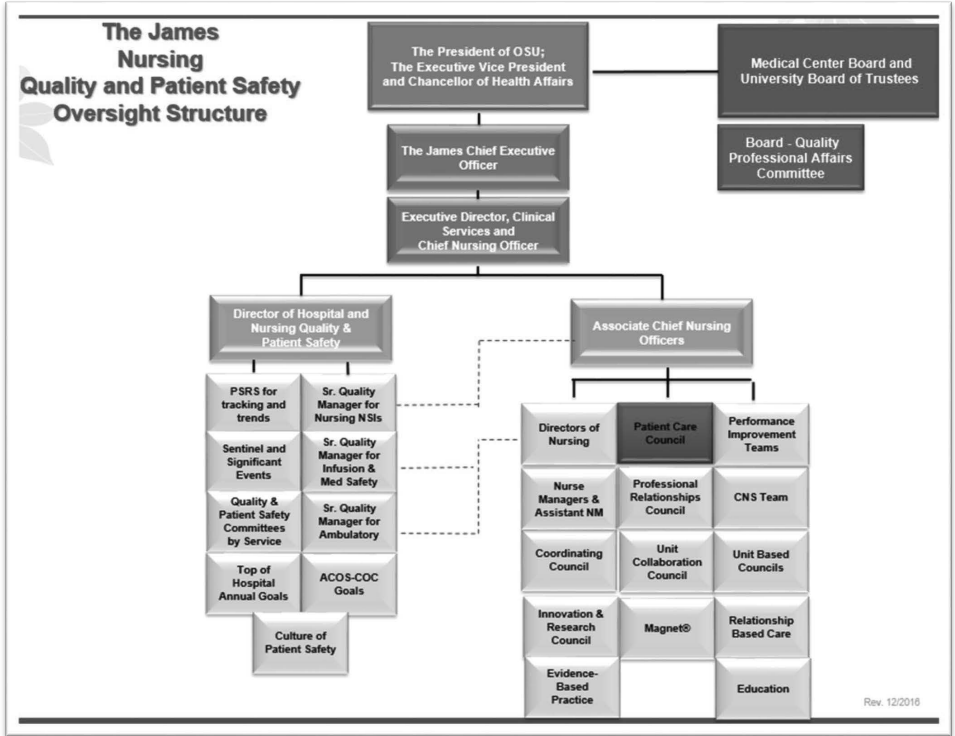 The James
Nursing
Quality and Patient Safety
Oversight Structure
The President of OSU;
The Executive Vice President
and Chancellor of Health Affairs
Medical Center Board and
University Board of Trustees
Board - Quality
Professional Affairs
Committee
The James Chief Executive
Officer
Executive Director, Clinical
Services and
Chief Nursing Officer
Director of Hospital and
Nursing Quality &
Patient Safety
Associate Chief Nursing
Officers
PSRS for
tracking and
trends
Sr. Quality
Manager for
Nursing NSIs
Sentinel and
Significant
Events
Sr. Quality
Manager for
Infusion &
Med Safety
Quality &
Patient Safety
Committees
by Service
Sr. Quality
Manager for
Ambulatory
Top of
Hospital
Annual Goals
ACOS-COC
Goals
Culture of
Patient Safety
Directors of
Nursing
Patient Care
Council
Performance
Improvement
Teams
Nurse
Managers &
Assistant NM
Professional
Relationships
Council
CNS Team
Coordinating
Council
Unit
Collaboration
Council
Unit Based
Councils
Innovation &
Research
Council
Magnet®
Relationship
Based Care
Evidence-
Based
Practice
Education
Rev. 12/2016